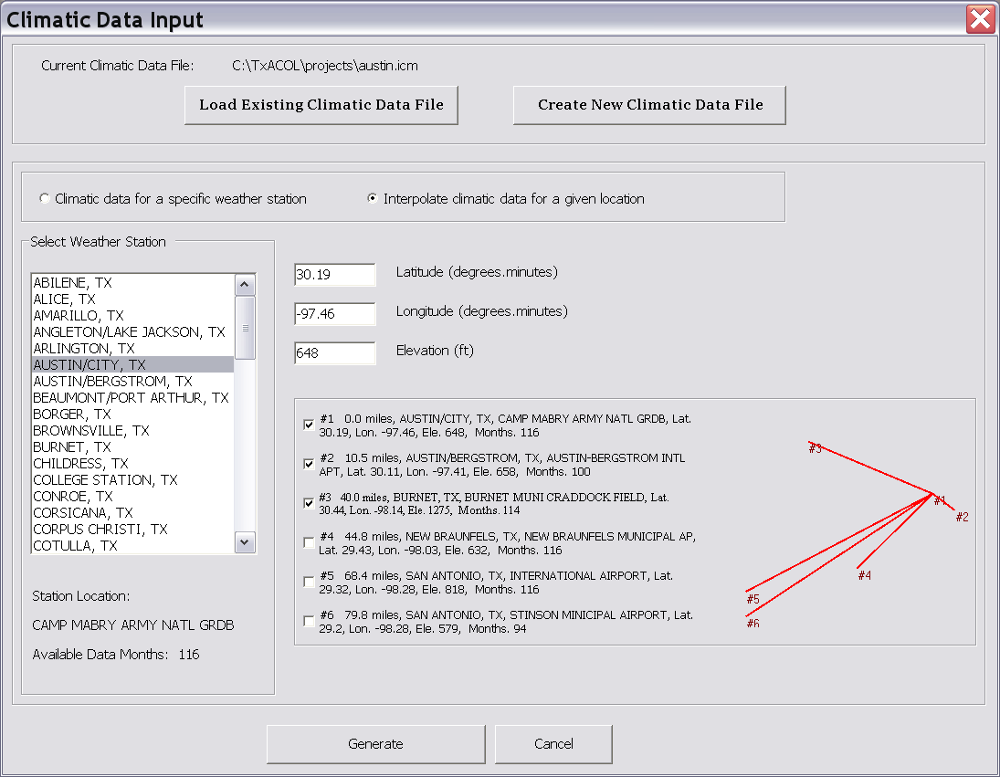 Climatic Data Input
Current Climatic Data File: C:\TxACOL\projects\austin.icm
Load Existing Climatic Data File
Create New Climatic Data File
Climatic data for a specific weather station
Interpolate climatic data for a given location
Select Weather Station
ABILENE, TX
ALICE, TX
AMARILLO, TX
ANGLETON/LAKE JACKSON, TX
ARLINGTON, TX
AUSTIN/CITY, TX
AUSTIN/BERGSTROM, TX
BEAUMONT/PORT ARTHUR, TX
BORGER, TX
BROWNSVILLE, TX
BURNET, TX
CHILDRESS, TX
COLLEGE STATION, TX
CONROE, TX
CORSICANA, TX
CORPUS CHRISTI, TX
COTULLA, TX
Station Location:
CAMP MABRY ARMY NATL GRDB
Available Data Months: 116
30.19 Latitude (degrees.minutes)
-97.46 Longitude (degrees.minutes)
648 Elevation (ft)
#1 0.0 miles, AUSTIN/CITY, TX, CAMP MABRY ARMY NATL GRDB, Lat.
30.19, Lon. -97.46, Ele. 648, Months. 116
#2 10.5 miles, AUSTIN/BERGSTROM, TX, AUSTIN-BERGSTROM INTL
APT, Lat. 30.11, Lon. -97.41, Ele. 658, Months. 100
#3 40.0 miles, BURNET, TX, BURNET MUNI CRADDOCK FIELD, Lat.
30.44, Lon. -98.14, Ele. 1275, Months. 114
#4 44.8 miles, NEW BRAUNFELS, TX, NEW BRAUNFELS MUNICIPAL AP,
Lat. 29.43, Lon. -98.03, Ele. 632, Months. 116
#5 68.4 miles, SAN ANTONIO, TX, INTERNATIONAL AIRPORT, Lat.
29.32, Lon. -98.28, Ele. 818, Months. 116
#6 79.8 miles, SAN ANTONIO, TX, STINSON MINICIPAL AIRPORT, Lat.
29.2, Lon. -98.28, Ele. 579, Months. 94
#3
#1
#2
#4
#5
#6
Generate
Cancel